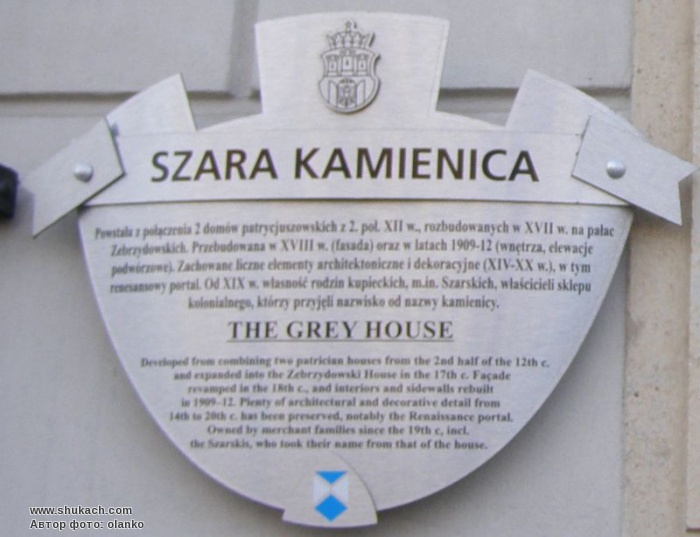 SZARA KAMIENICA
Powstała z połączenia 2 domów patrycjuszowskich z 2. poł. XII w., rozbudowanych w XVII w. na pałac
Zebrzydowskich. Przebudowana w XVIII w. (fasada) oraz w latach 1909-12 (wnętrza, elewacje
podwórzowe). Zachowane liczne elementy architektoniczne i dekoracyjne (XIV-XX w.), w tym
renesansowy portal. Od XIX w. własność rodzin kupieckich, m.in. Szarskich, właścicieli sklepu
kolonialnego, którzy przyjęli nazwisko od nazwy kamienicy.
THE GREY HOUSE
Developed from combining two patrician houses from the 2nd half of the 12th c.
and expanded into the Zebrzydowski House in the 17th c. Façade
revamped in the 18th c., and interiors and sidewalls rebuilt
in 1909-12. Plenty of architectural and decorative detail from
14th to 20th c. has been preserved, notably the Renaissance portal.
Owned by merchant families since the 19th c, incl.
the Szarskis, who took their name from that of the house.
www.shukach.com
Автор фото: olanko